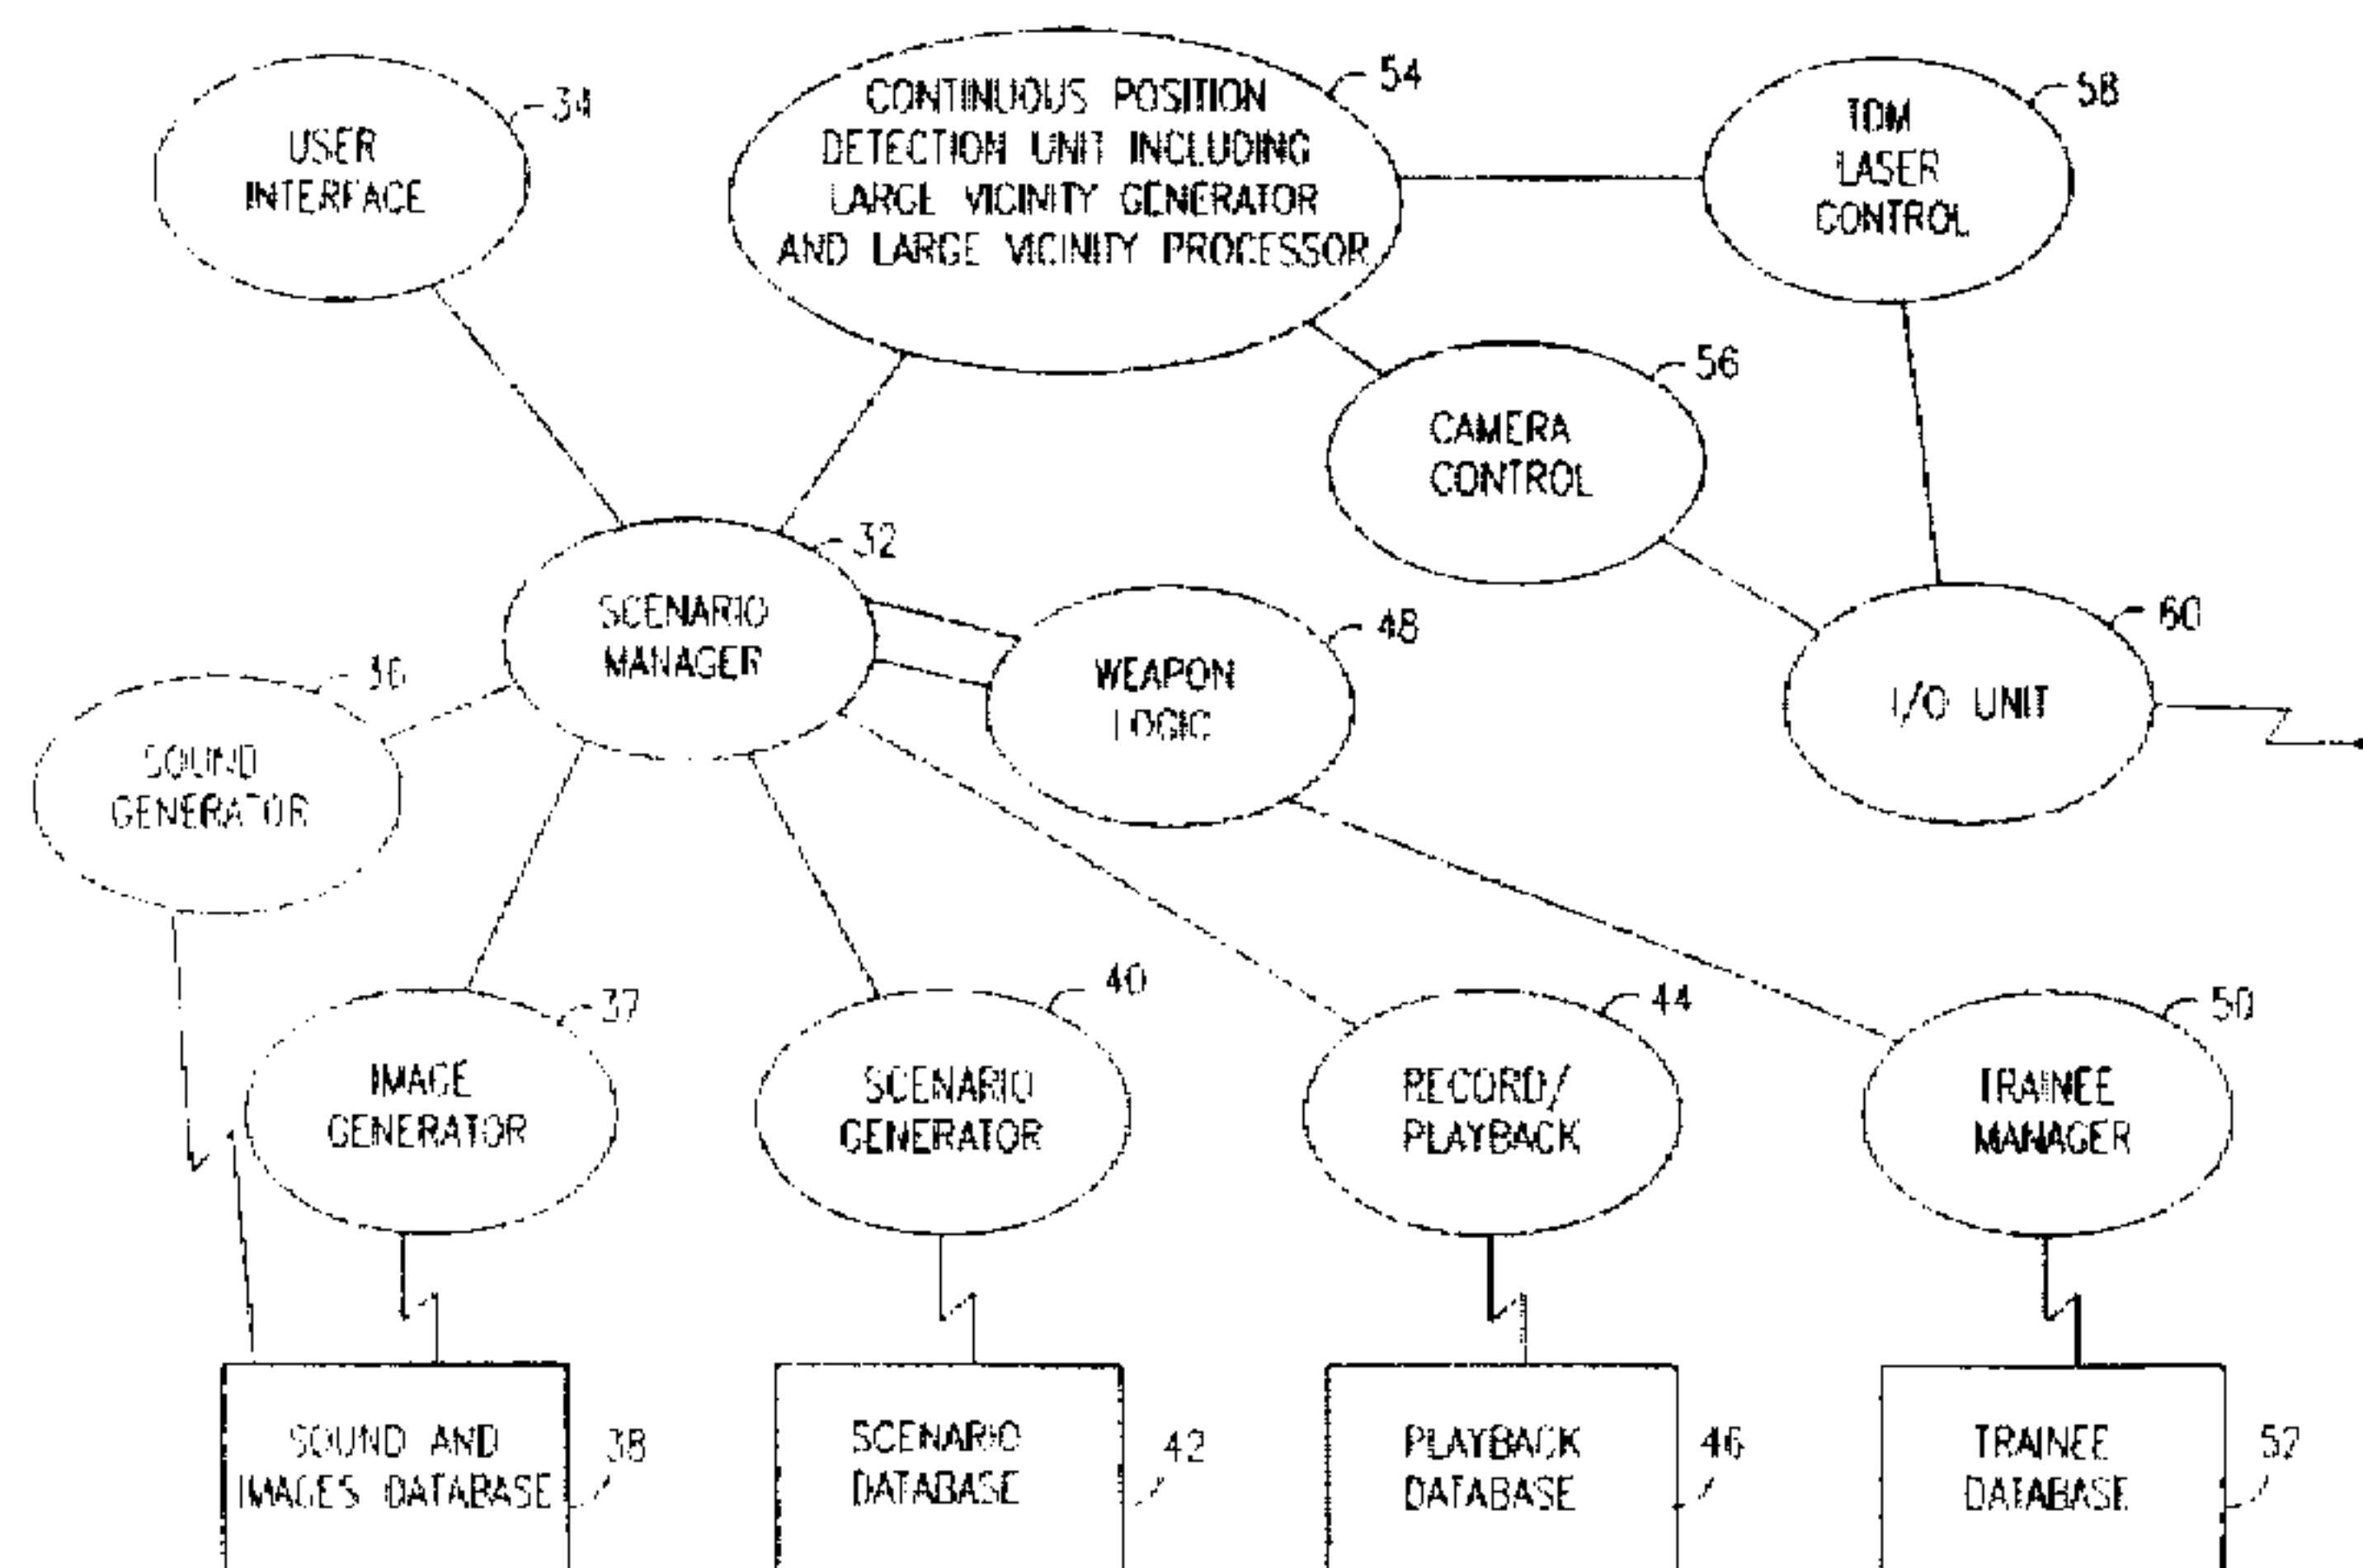 USER
INTERFACE
34
CONTINUOUS POSITION
DETECTION UNIT INCLUDING
LARGE VICINITY GENERATOR
AND LARGE VICINITY PROCESSOR
54
TDM
LASER
CONTROL
58
CAMERA
CONTROL
56
SCENARIO
MANAGER
32
WEAPON
LOGIC
48
I/O UNIT
60
SOUND
GENERATOR
36
IMAGE
GENERATOR
37
SCENARIO
GENERATOR
40
RECORD/
PLAYBACK
44
TRAINEE
MANAGER
50
SOUND AND
IMAGES DATABASE
38
SCENARIO
DATABASE
42
PLAYBACK
DATABASE
46
TRAINEE
DATABASE
52